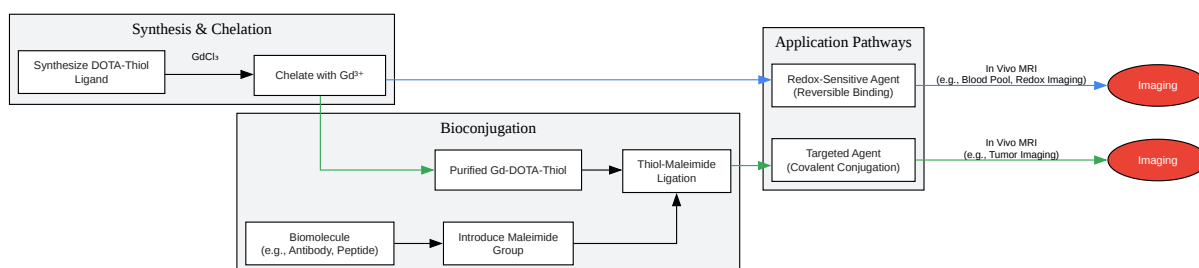 Synthesis & Chelation
GdCl₃
Synthesize DOTA-Thiol
Ligand
Chelate with Gd³⁺
Application Pathways
Redox-Sensitive Agent
(Reversible Binding)
In Vivo MRI
(e.g., Blood Pool, Redox Imaging)
Imaging
Bioconjugation
Purified Gd-DOTA-Thiol
Thiol-Maleimide
Ligation
Targeted Agent
(Covalent Conjugation)
In Vivo MRI
(e.g., Tumor Imaging)
Imaging
Biomolecule
(e.g., Antibody, Peptide)
Introduce Maleimide
Group